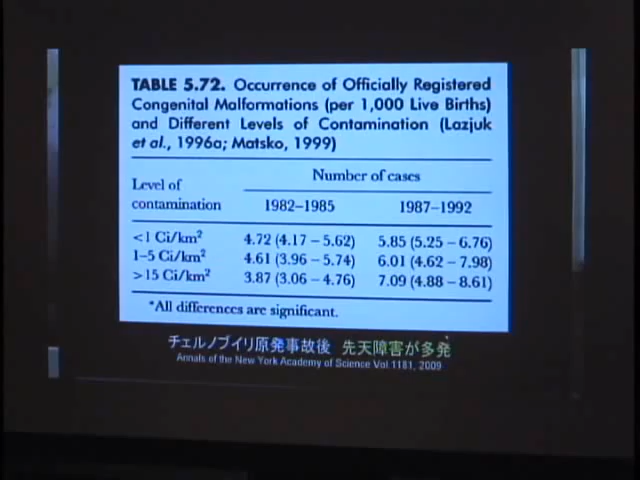 TABLE 5.72. Occurrence of Officially Registered
Congenital Malformations (per 1,000 Live Births)
and Different Levels of Contamination (Lazjuk
et al., 1996a; Matsko, 1999)
Number of cases
Level of
contamination 1982–1985 1987–1992
<1 Ci/km² 4.72 (4.17 – 5.62) 5.85 (5.25 – 6.76)
1–5 Ci/km² 4.61 (3.96 – 5.74) 6.01 (4.62 – 7.98)
>15 Ci/km² 3.87 (3.06 – 4.76) 7.09 (4.88 – 8.61)
*All differences are significant.
チェルノブイリ原発事故後 先天障害が多発
Annals of the New York Academy of Science Vol.1181, 2009